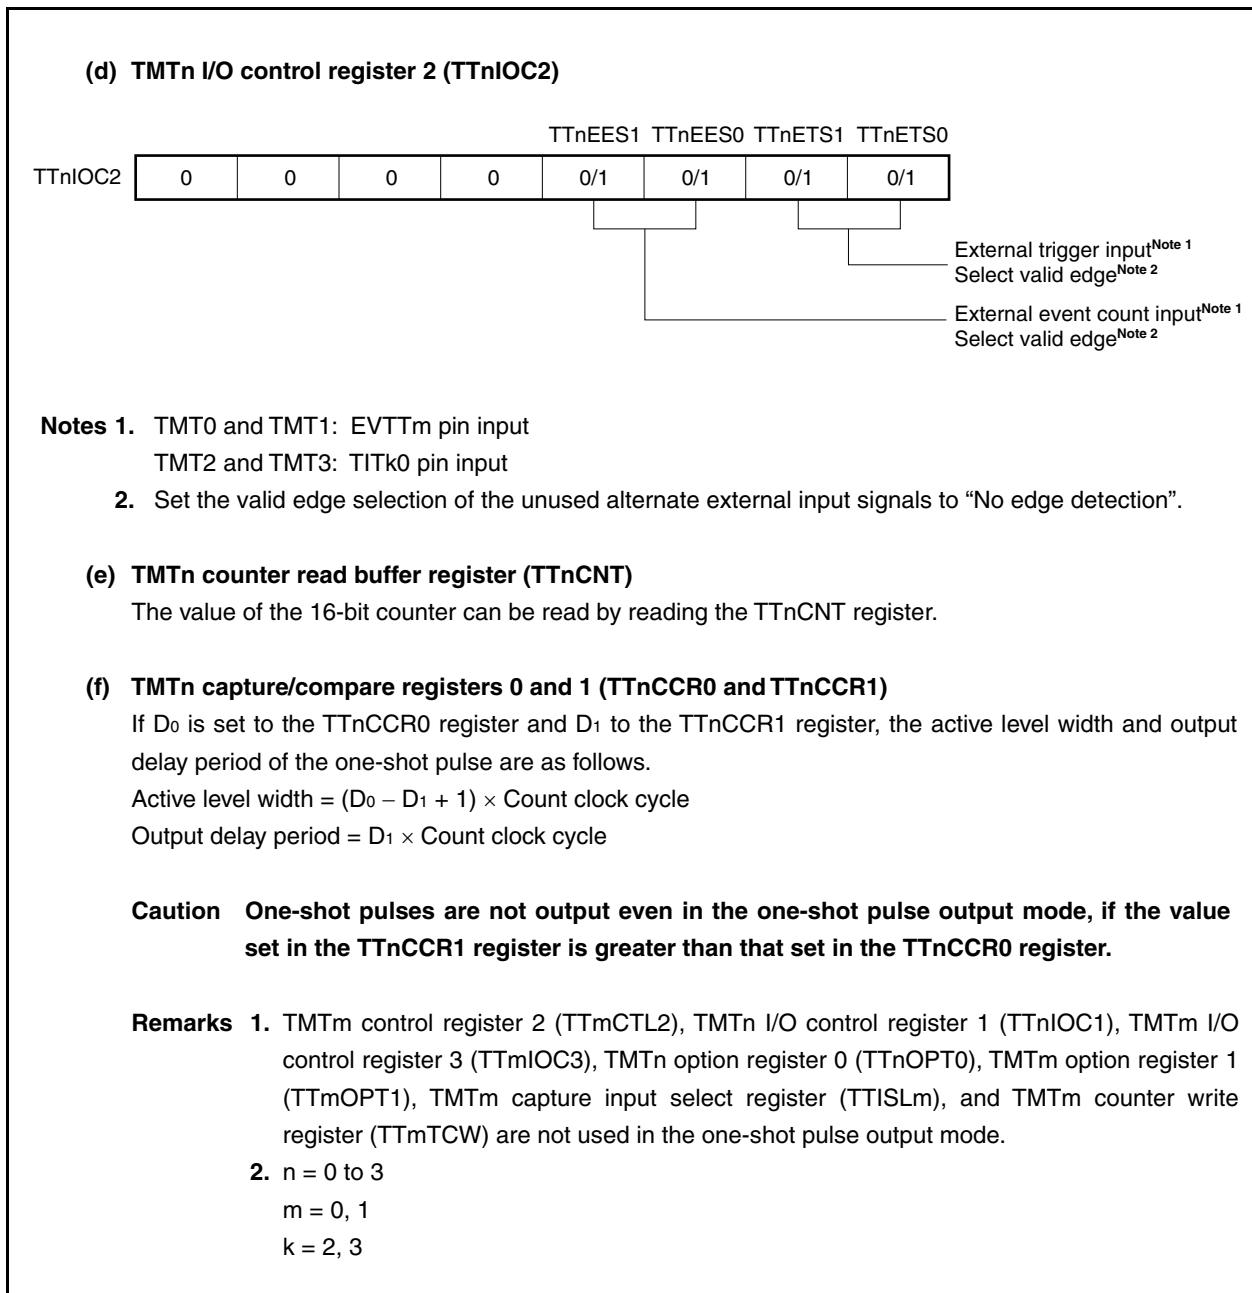 (d) TMTn I/O control register 2 (TTnIOC2)
TTnEES1 TTnEES0 TTnETS1 TTnETS0
TTnIOC2 0 0 0 0 0/1 0/1 0/1 0/1
External trigger inputNote 1
Select valid edgeNote 2
External event count inputNote 1
Select valid edgeNote 2
Notes 1. TMT0 and TMT1: EVTTm pin input
TMT2 and TMT3: TITk0 pin input
2. Set the valid edge selection of the unused alternate external input signals to “No edge detection”.
(e) TMTn counter read buffer register (TTnCNT)
The value of the 16-bit counter can be read by reading the TTnCNT register.
(f) TMTn capture/compare registers 0 and 1 (TTnCCR0 and TTnCCR1)
If D0 is set to the TTnCCR0 register and D1 to the TTnCCR1 register, the active level width and output
delay period of the one-shot pulse are as follows.
Active level width = (D0 − D1 + 1) × Count clock cycle
Output delay period = D1 × Count clock cycle
Caution One-shot pulses are not output even in the one-shot pulse output mode, if the value
set in the TTnCCR1 register is greater than that set in the TTnCCR0 register.
Remarks 1. TMTm control register 2 (TTmCTL2), TMTn I/O control register 1 (TTnIOC1), TMTm I/O
control register 3 (TTmIOC3), TMTn option register 0 (TTnOPT0), TMTm option register 1
(TTmOPT1), TMTm capture input select register (TTISLm), and TMTm counter write
register (TTmTCW) are not used in the one-shot pulse output mode.
2. n = 0 to 3
m = 0, 1
k = 2, 3